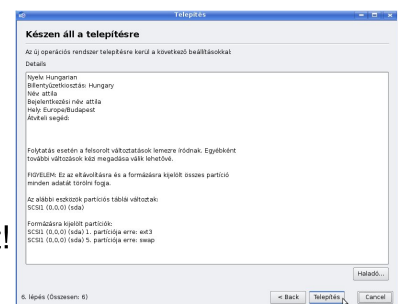 Telepítés
Készen áll a telepítésre
Az új operációs rendszer telepítésre kerül a következő beállításokkal:
Details
Nyelv: Hungarian
Billentyűzetkiosztás: Hungary
Név: attila
Bejelentkezési név: attila
Hely: Europe/Budapest
Átviteli segéd:
Folytatás esetén a felsorolt változtatások lemezre íródnak. Egyébként
további változások kézi megadása válik lehetővé.
FIGYELEM: Ez az eltávolításra és a formázásra kijelölt összes partíció
minden adatát törölni fogja.
Az alábbi eszközök partíciós táblái változtak:
SCSI1 (0,0,0) (sda)
Formázásra kijelölt partíciók:
SCSI1 (0,0,0) (sda) 1. partíciója erre: ext3
SCSI1 (0,0,0) (sda) 5. partíciója erre: swap
Haladó...
6. lépés (Összesen: 6)
< Back
Telepítés
Cancel